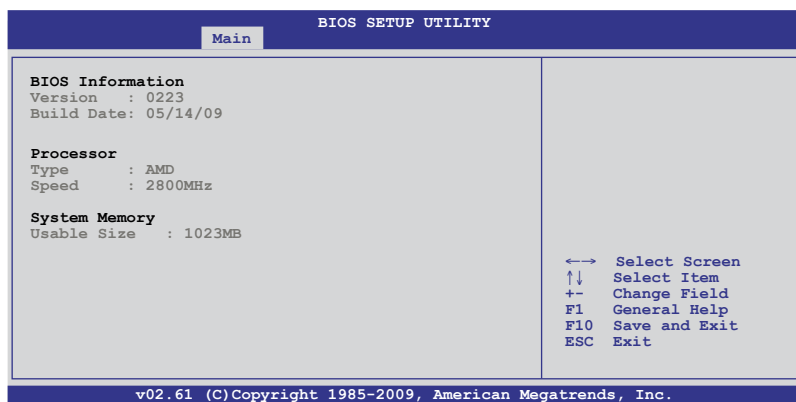 BIOS SETUP UTILITY
Main
BIOS Information
Version : 0223
Build Date: 05/14/09
Processor
Type : AMD
Speed : 2800MHz
System Memory
Usable Size : 1023MB
←→ Select Screen
↑↓ Select Item
+- Change Field
F1 General Help
F10 Save and Exit
ESC Exit
v02.61 (C)Copyright 1985-2009, American Megatrends, Inc.